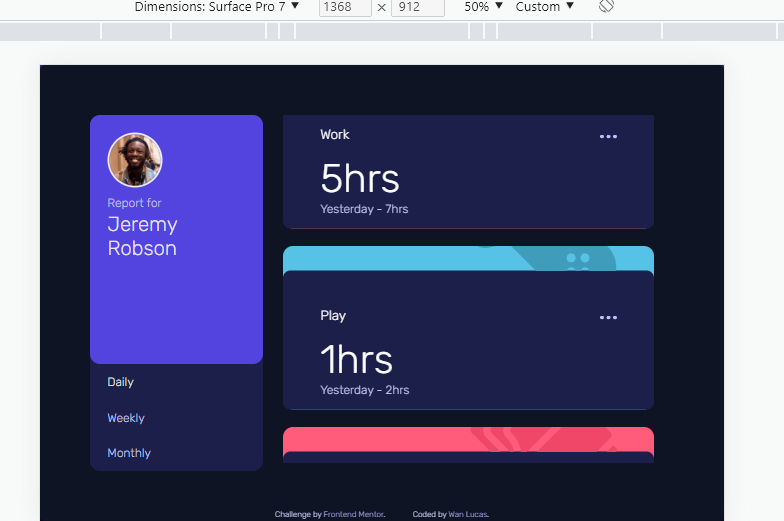 Dimensions: Surface Pro 7 ▼ 1368 × 912 50% ▼ Custom ▼
Report for
Jeremy
Robson
Daily
Weekly
Monthly
Work
5hrs
Yesterday - 7hrs
Play
1hrs
Yesterday - 2hrs
Challenge by Frontend Mentor. Coded by Wan Lucas.